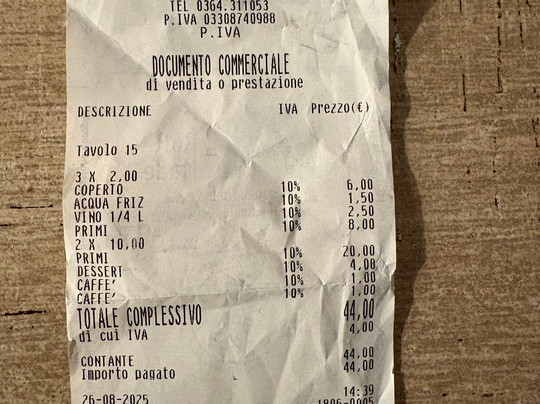 TEL 0364.311053
P.IVA 03308740988
P.IVA
DOCUMENTO COMMERCIALE
di vendita o prestazione
DESCRIZIONE IVA Prezzo(€)
Tavolo 15
3 X 2,00
COPERTO 10% 6,00
ACQUA FRIZ 10% 1,50
VINO 1/4 L 10% 2,50
PRIMI 10% 8,00
2 X 10,00
PRIMI 10% 20,00
DESSERT 10% 4,00
CAFFE' 10% 1,00
CAFFE' 10% 1,00
TOTALE COMPLESSIVO 44,00
di cui IVA 4,00
CONTANTE 44,00
Importo pagato 44,00
26-08-2025 14:39
1806-0005